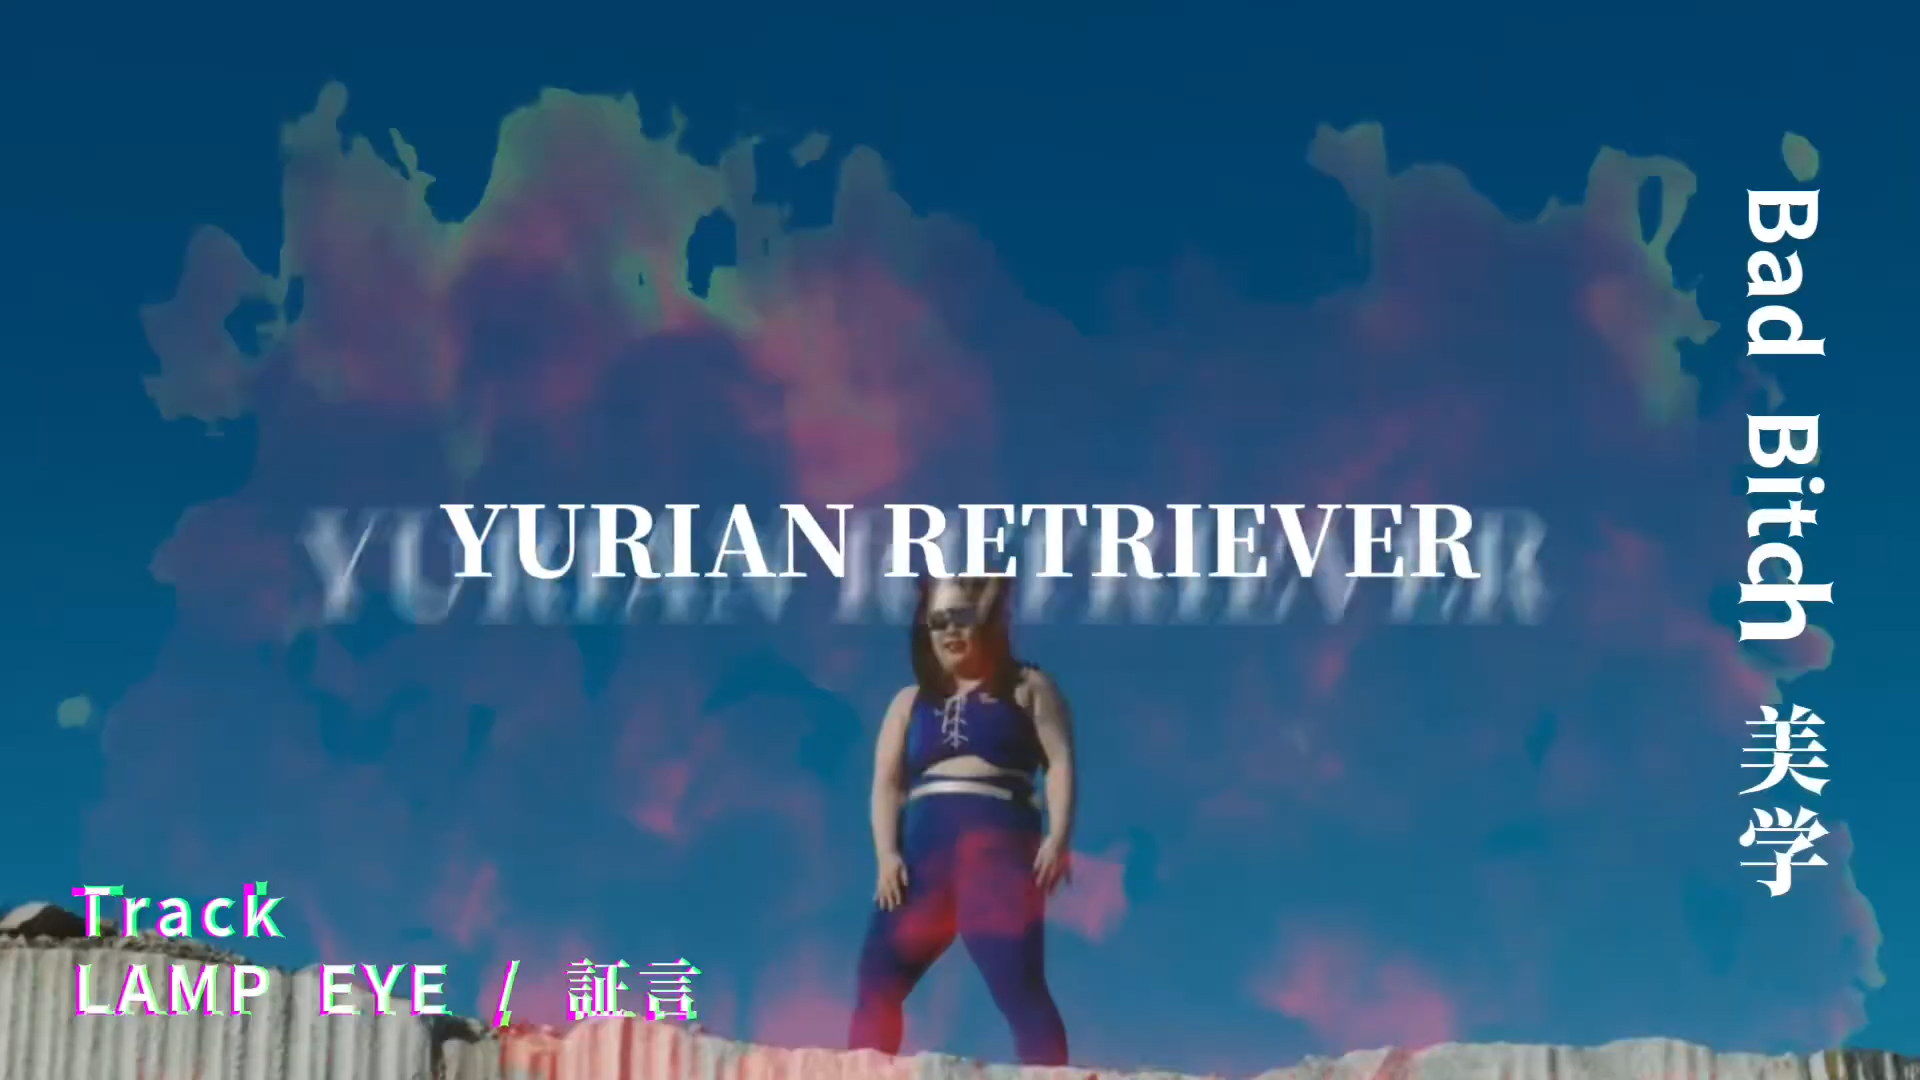 YURIAN RETRIEVER
Bad Bitch 美学
Track
LAMP EYE / 証言